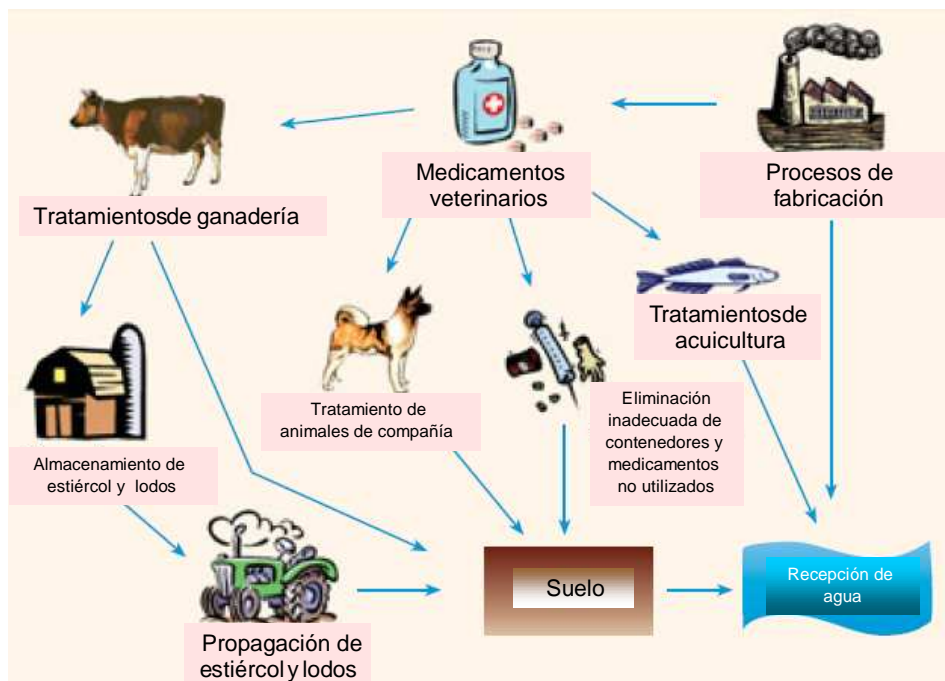 Medicamentos
veterinarios
Procesos de
fabricación
Tratamientosde ganadería
Tratamientosde
acuicultura
Tratamiento de
animales de compañía
Eliminación
inadecuada de
contenedores y
medicamentos
no utilizados
Almacenamiento de
estiércol y lodos
Suelo
Recepción de
agua
Propagación de
estiércol y lodos